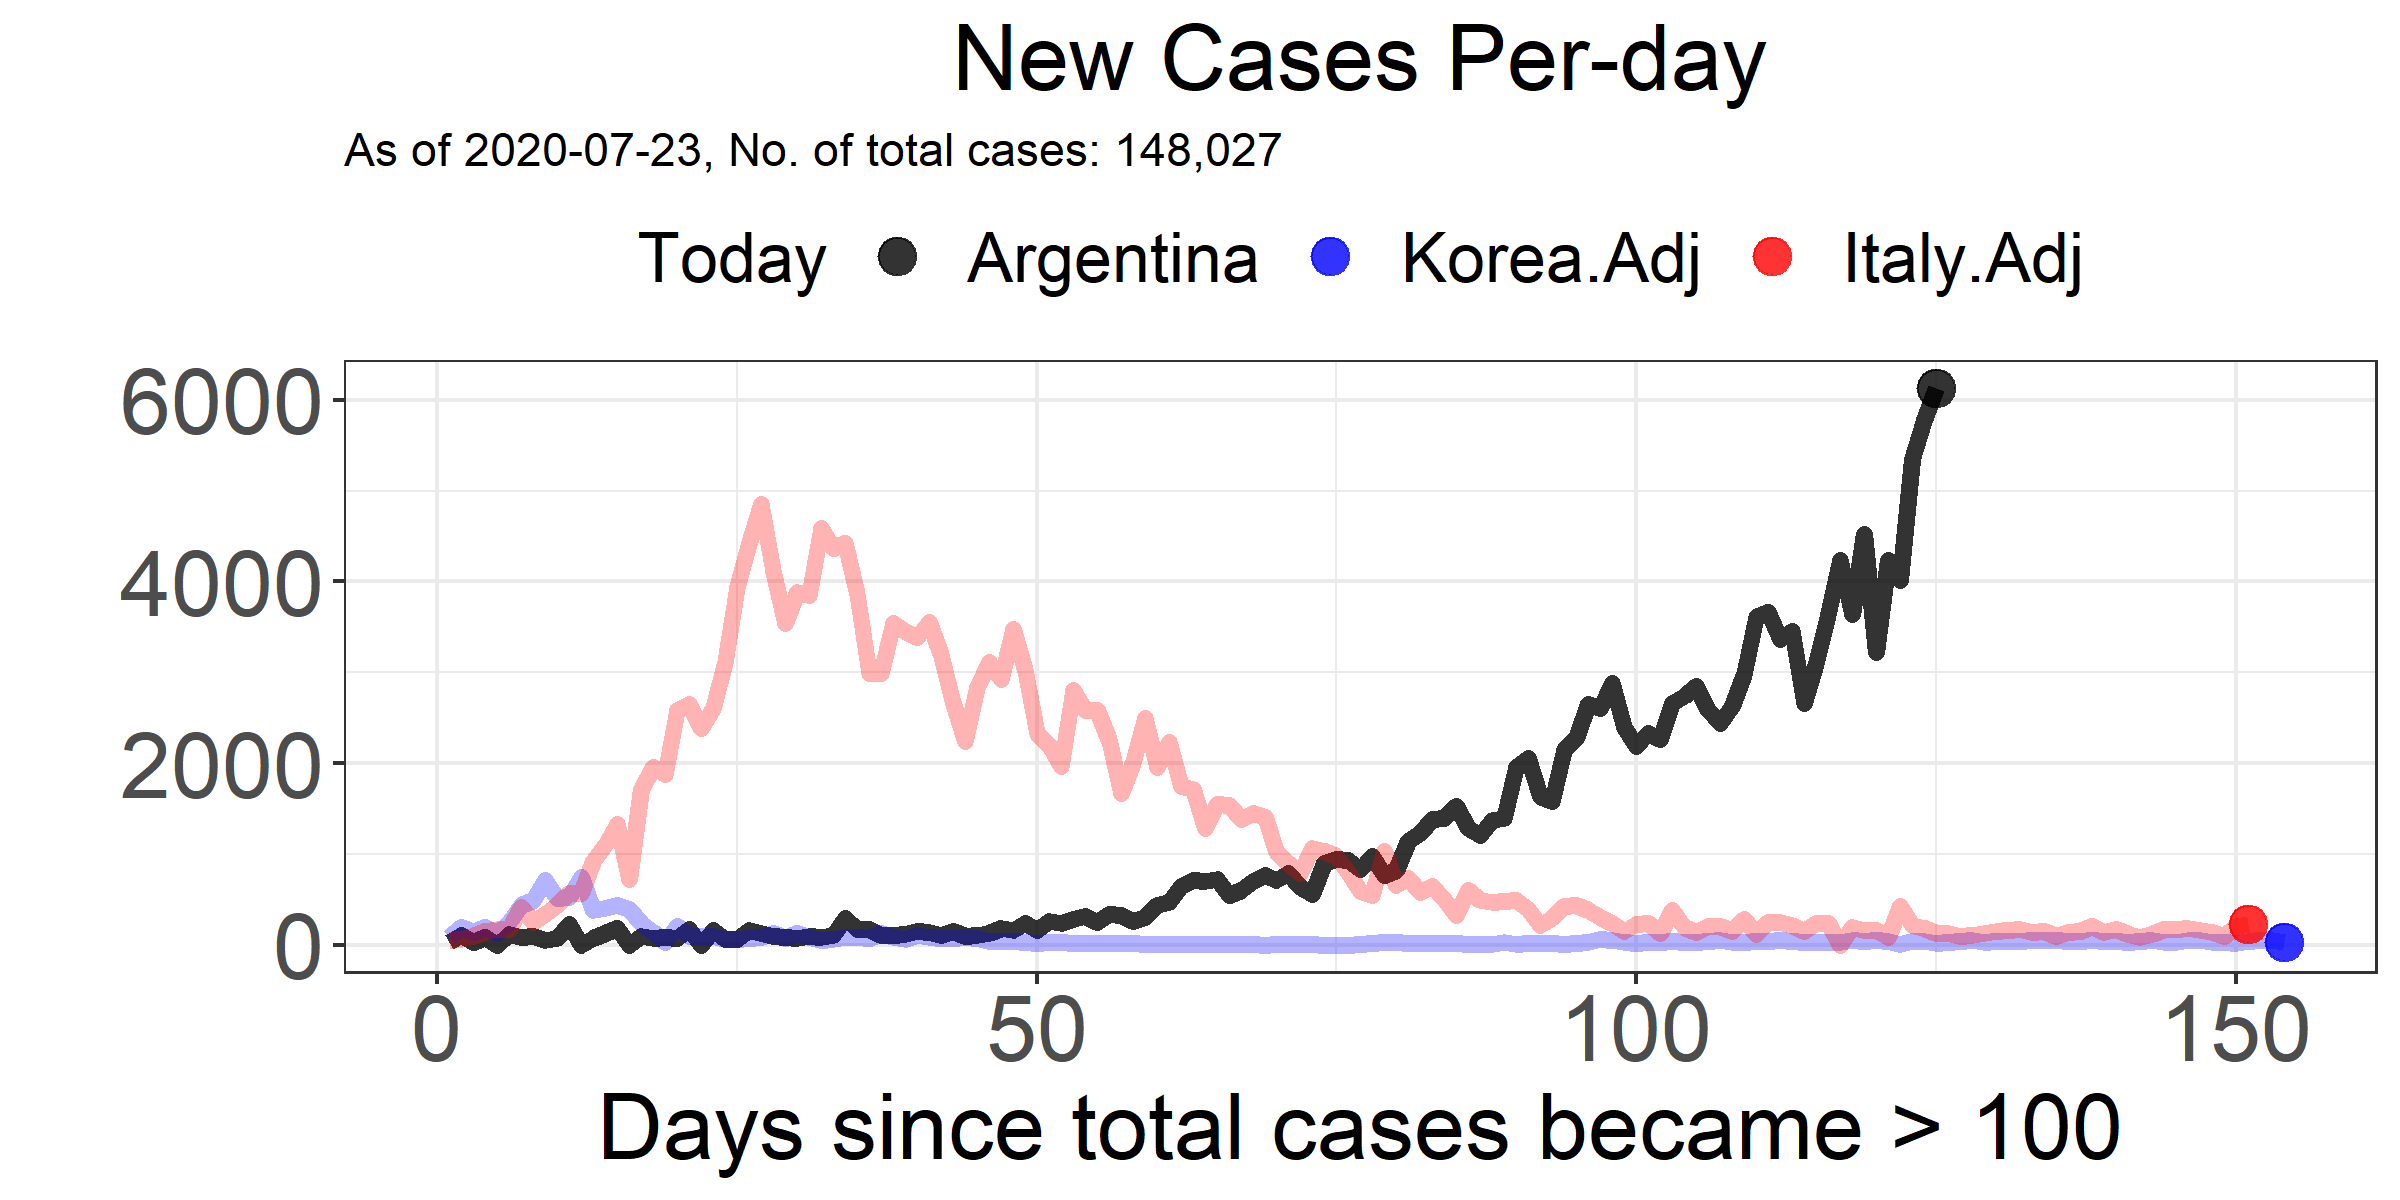 New Cases Per-day
As of 2020-07-23, No. of total cases: 148,027
Today Argentina Korea.Adj Italy.Adj
6000
4000
2000
0
0 50 100 150
Days since total cases became > 100